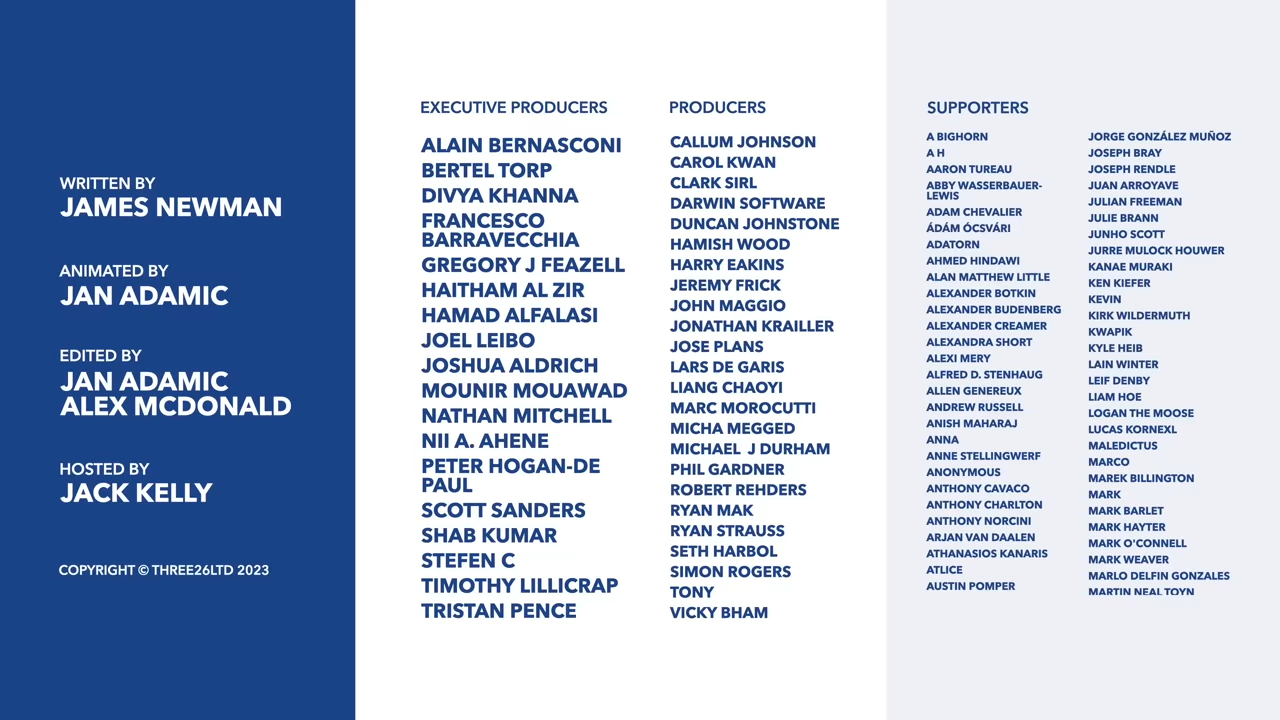 WRITTEN BY
JAMES NEWMAN
ANIMATED BY
JAN ADAMIC
EDITED BY
JAN ADAMIC
ALEX MCDONALD
HOSTED BY
JACK KELLY
COPYRIGHT © THREE26LTD 2023
EXECUTIVE PRODUCERS
ALAIN BERNASCONI
BERTEL TORP
DIVYA KHANNA
FRANCESCO
BARRAVECCHIA
GREGORY J FEAZELL
HAITHAM AL ZIR
HAMAD ALFALASI
JOEL LEIBO
JOSHUA ALDRICH
MOUNIR MOUAWAD
NATHAN MITCHELL
NII A. AHENE
PETER HOGAN-DE
PAUL
SCOTT SANDERS
SHAB KUMAR
STEFEN C
TIMOTHY LILLICRAP
TRISTAN PENCE
PRODUCERS
CALLUM JOHNSON
CAROL KWAN
CLARK SIRL
DARWIN SOFTWARE
DUNCAN JOHNSTONE
HAMISH WOOD
HARRY EAKINS
JEREMY FRICK
JOHN MAGGIO
JONATHAN KRAILLER
JOSE PLANS
LARS DE GARIS
LIANG CHAOYI
MARC MOROCUTTI
MICHA MEGGED
MICHAEL  J DURHAM
PHIL GARDNER
ROBERT REHDERS
RYAN MAK
RYAN STRAUSS
SETH HARBOL
SIMON ROGERS
TONY
VICKY BHAM
SUPPORTERS
A BIGHORN
A H
AARON TUREAU
ABBY WASSERBAUER-
LEWIS
ADAM CHEVALIER
ÁDÁM ÓCSVÁRI
ADATORN
AHMED HINDAWI
ALAN MATTHEW LITTLE
ALEXANDER BOTKIN
ALEXANDER BUDENBERG
ALEXANDER CREAMER
ALEXANDRA SHORT
ALEXI MERY
ALFRED D. STENHAUG
ALLEN GENEREUX
ANDREW RUSSELL
ANISH MAHARAJ
ANNA
ANNE STELLINGWERF
ANONYMOUS
ANTHONY CAVACO
ANTHONY CHARLTON
ANTHONY NORCINI
ARJAN VAN DAALEN
ATHANASIOS KANARIS
ATLICE
AUSTIN POMPER
JORGE GONZÁLEZ MUÑOZ
JOSEPH BRAY
JOSEPH RENDLE
JUAN ARROYAVE
JULIAN FREEMAN
JULIE BRANN
JUNHO SCOTT
JURRE MULOCK HOUWER
KANAE MURAKI
KEN KIEFER
KEVIN
KIRK WILDERMUTH
KWAPIK
KYLE HEIB
LAIN WINTER
LEIF DENBY
LIAM HOE
LOGAN THE MOOSE
LUCAS KORNEXL
MALEDICTUS
MARCO
MAREK BILLINGTON
MARK
MARK BARLET
MARK HAYTER
MARK O'CONNELL
MARK WEAVER
MARLO DELFIN GONZALES
MARTIN NEAL TOYN